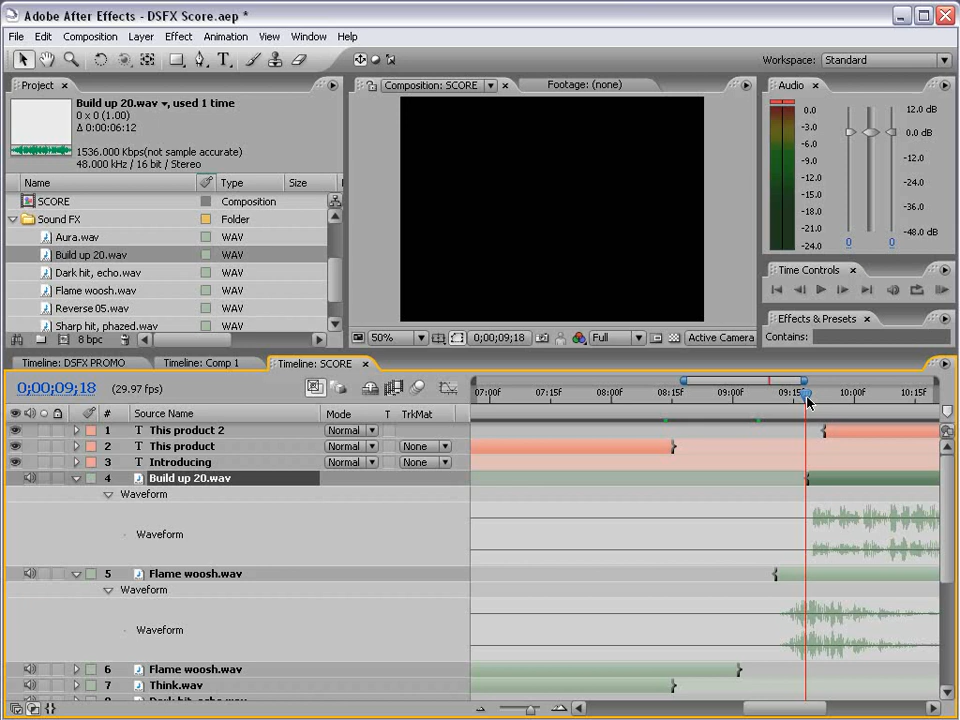 Adobe After Effects - DSFX Score.aep *
File Edit Composition Layer Effect Animation View Window Help
Workspace: Standard
Project
Build up 20.wav , used 1 time
0 x 0 (1.00)
Δ 0:00:06:12
1536.000 Kbps(not sample accurate)
48.000 kHz / 16 bit / Stereo
Name Type Size
SCORE Composition
Sound FX Folder
Aura.wav WAV
Build up 20.wav WAV
Dark hit, echo.wav WAV
Flame woosh.wav WAV
Reverse 05.wav WAV
Sharp hit, phazed.wav WAV
8 bpc
Composition: SCORE
Footage: (none)
50% 0;00;09;18 Full Active Camera
Audio
0.0
-3.0
-6.0
-9.0
-12.0
-15.0
-18.0
-21.0
-24.0
12.0 dB
0.0 dB
-12.0
-24.0
-36.0
-48.0 dB
0 0
Time Controls
Effects & Presets
Contains:
Timeline: DSFX PROMO Timeline: Comp 1 Timeline: SCORE
0;00;09;18 (29.97 fps)
07:00f 07:15f 08:00f 08:15f 09:00f 09:15f 10:00f 10:15f
# Source Name Mode T TrkMat
1 T This product 2 Normal
2 T This product Normal None
3 T Introducing Normal None
4 Build up 20.wav
Waveform
Waveform
5 Flame woosh.wav
Waveform
Waveform
6 Flame woosh.wav
7 Think.wav
8 Dark hit, echo.wav